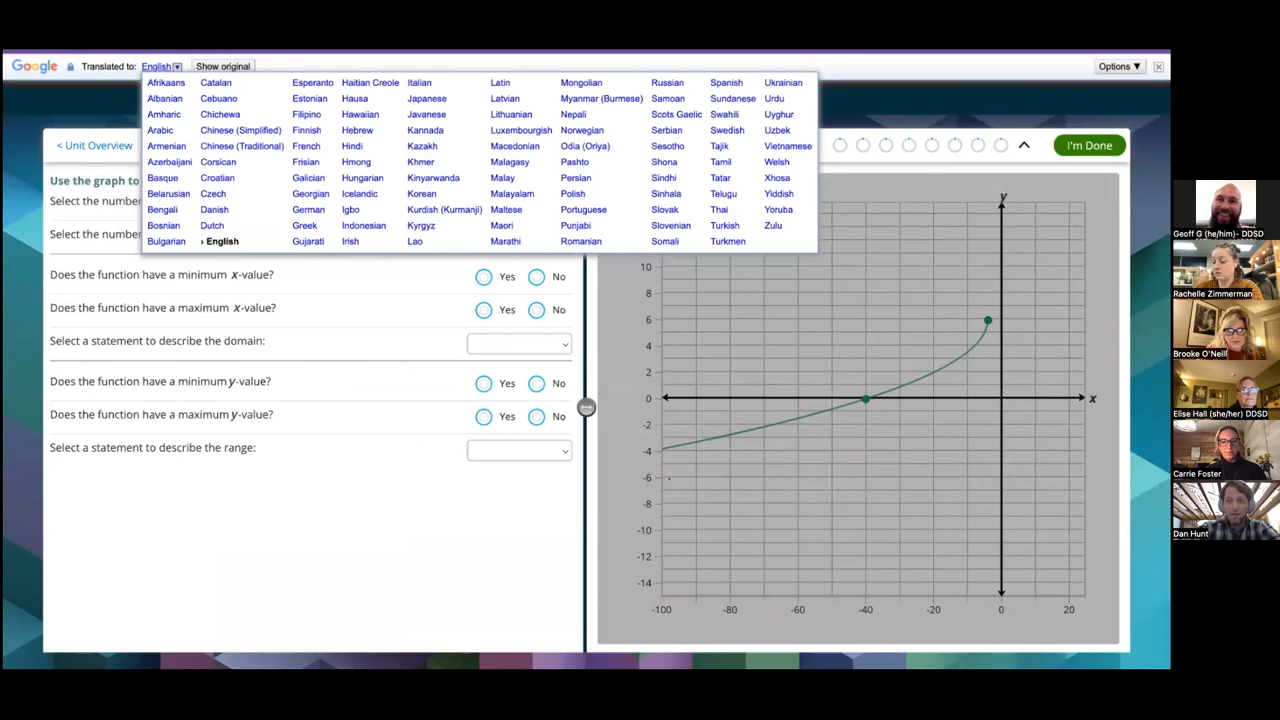 Google Translated to: English Show original Options ▼
Afrikaans Catalan Esperanto Haitian Creole Italian Latin Mongolian Russian Spanish Ukrainian
Albanian Cebuano Estonian Hausa Japanese Latvian Myanmar (Burmese) Samoan Sundanese Urdu
Amharic Chichewa Filipino Hawaiian Javanese Lithuanian Nepali Scots Gaelic Swahili Uyghur
Arabic Chinese (Simplified) Finnish Hebrew Kannada Luxembourgish Norwegian Serbian Swedish Uzbek
Armenian Chinese (Traditional) French Hindi Kazakh Macedonian Odia (Oriya) Sesotho Tajik Vietnamese
Azerbaijani Corsican Frisian Hmong Khmer Malagasy Pashto Shona Tamil Welsh
Basque Croatian Galician Hungarian Kinyarwanda Malay Persian Sindhi Tatar Xhosa
Belarusian Czech Georgian Icelandic Korean Malayalam Polish Sinhala Telugu Yiddish
Bengali Danish German Igbo Kurdish (Kurmanji) Maltese Portuguese Slovak Thai Yoruba
Bosnian Dutch Greek Indonesian Kyrgyz Maori Punjabi Slovenian Turkish Zulu
Bulgarian › English Gujarati Irish Lao Marathi Romanian Somali Turkmen
< Unit Overview
I'm Done
Use the graph to
Select the number
Select the number
Does the function have a minimum x-value? Yes No
Does the function have a maximum x-value? Yes No
Select a statement to describe the domain:
Does the function have a minimum y-value? Yes No
Does the function have a maximum y-value? Yes No
Select a statement to describe the range:
y
10
8
6
4
2
0
x
-2
-4
-6
-8
-10
-12
-14
-100 -80 -60 -40 -20 0 20
Geoff G (he/him)- DDSD
Rachelle Zimmerman
Brooke O'Neill
Elise Hall (she/her) DDSD
Carrie Foster
Dan Hunt